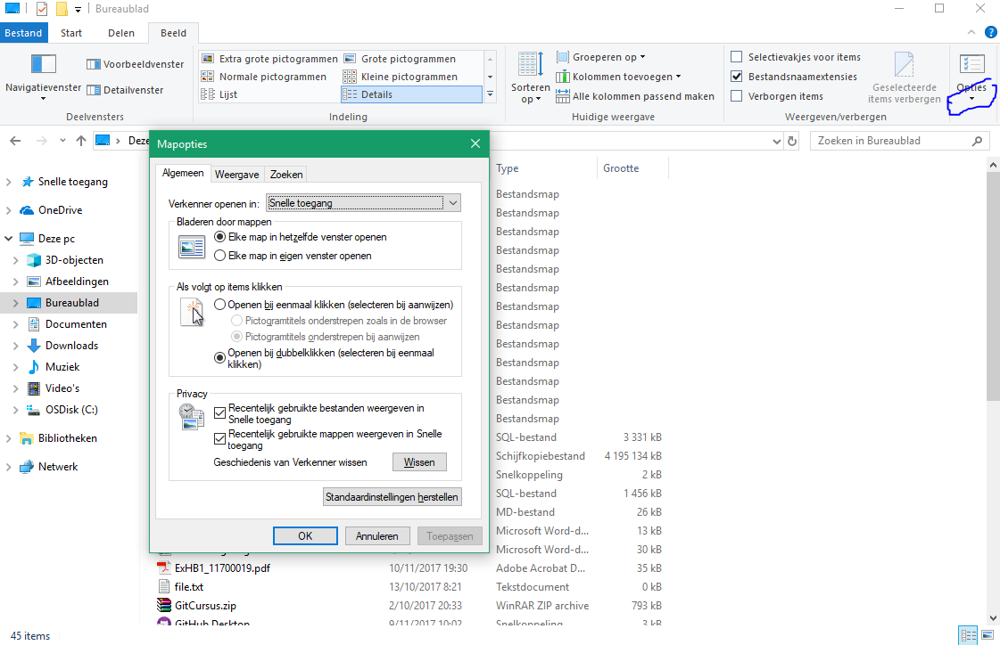 Bureaublad
Bestand Start Delen Beeld
Navigatievenster
Voorbeeldvenster
Detailvenster
Deelvensters
Extra grote pictogrammen Grote pictogrammen
Normale pictogrammen Kleine pictogrammen
Lijst Details
Indeling
Sorteren
op
Groeperen op
Kolommen toevoegen
Alle kolommen passend maken
Huidige weergave
Selectievakjes voor items
Bestandsnaamextensies
Verborgen items
Geselecteerde
items verbergen
Weergeven/verbergen
Opties
Deze
Zoeken in Bureaublad
Snelle toegang
OneDrive
Deze pc
3D-objecten
Afbeeldingen
Bureaublad
Documenten
Downloads
Muziek
Video's
OSDisk (C:)
Bibliotheken
Netwerk
Mapopties
Algemeen Weergave Zoeken
Verkenner openen in: Snelle toegang
Bladeren door mappen
Elke map in hetzelfde venster openen
Elke map in eigen venster openen
Als volgt op items klikken
Openen bij eenmaal klikken (selecteren bij aanwijzen)
Pictogramtitels onderstrepen zoals in de browser
Pictogramtitels onderstrepen bij aanwijzen
Openen bij dubbelklikken (selecteren bij eenmaal
klikken)
Privacy
Recentelijk gebruikte bestanden weergeven in
Snelle toegang
Recentelijk gebruikte mappen weergeven in Snelle
toegang
Geschiedenis van Verkenner wissen Wissen
Standaardinstellingen herstellen
OK Annuleren Toepassen
Type Grootte
Bestandsmap
Bestandsmap
Bestandsmap
Bestandsmap
Bestandsmap
Bestandsmap
Bestandsmap
Bestandsmap
Bestandsmap
Bestandsmap
Bestandsmap
Bestandsmap
Bestandsmap
SQL-bestand 3 331 kB
Schijfkopiebestand 4 195 134 kB
Snelkoppeling 2 kB
SQL-bestand 1 456 kB
MD-bestand 26 kB
Microsoft Word-d... 13 kB
Microsoft Word-d... 30 kB
ExHB1_11700019.pdf 10/11/2017 19:30 Adobe Acrobat D... 35 kB
file.txt 13/10/2017 8:21 Tekstdocument 0 kB
GitCursus.zip 2/10/2017 20:33 WinRAR ZIP archive 793 kB
GitHub Desktop 9/11/2017 10:02 Snelkoppeling 3 kB
45 items